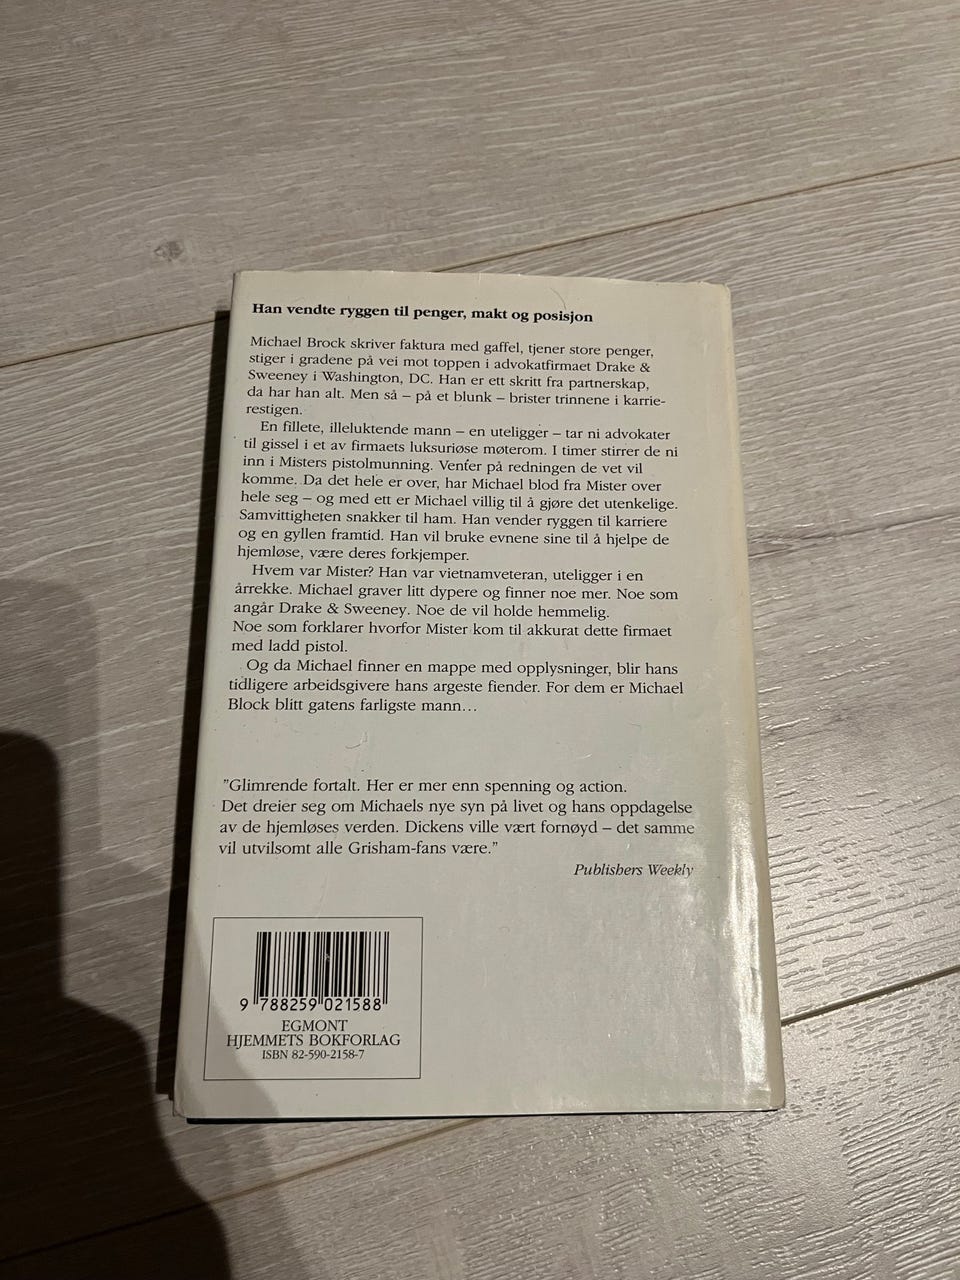 Han vendte ryggen til penger, makt og posisjon
Michael Brock skriver faktura med gaffel, tjener store penger,
stiger i gradene på vei mot toppen i advokatfirmaet Drake &
Sweeney i Washington, DC. Han er ett skritt fra partnerskap,
da har han alt. Men så – på et blunk – brister trinnene i karrie-
restigen.
En fillete, illeluktende mann – en uteligger – tar ni advokater
til gissel i et av firmaets luksuriøse møterom. I timer stirrer de ni
inn i Misters pistolmunning. Venter på redningen de vet vil
komme. Da det hele er over, har Michael blod fra Mister over
hele seg – og med ett er Michael villig til å gjøre det utenkelige.
Samvittigheten snakker til ham. Han vender ryggen til karriere
og en gyllen framtid. Han vil bruke evnene sine til å hjelpe de
hjemløse, være deres forkjemper.
Hvem var Mister? Han var vietnamveteran, uteligger i en
årrekke. Michael graver litt dypere og finner noe mer. Noe som
angår Drake & Sweeney. Noe de vil holde hemmelig.
Noe som forklarer hvorfor Mister kom til akkurat dette firmaet
med ladd pistol.
Og da Michael finner en mappe med opplysninger, blir hans
tidligere arbeidsgivere hans argeste fiender. For dem er Michael
Block blitt gatens farligste mann...
"Glimrende fortalt. Her er mer enn spenning og action.
Det dreier seg om Michaels nye syn på livet og hans oppdagelse
av de hjemløses verden. Dickens ville vært fornøyd – det samme
vil utvilsomt alle Grisham-fans være."
Publishers Weekly
9 788259 021588
EGMONT
HJEMMETS BOKFORLAG
ISBN 82-590-2158-7